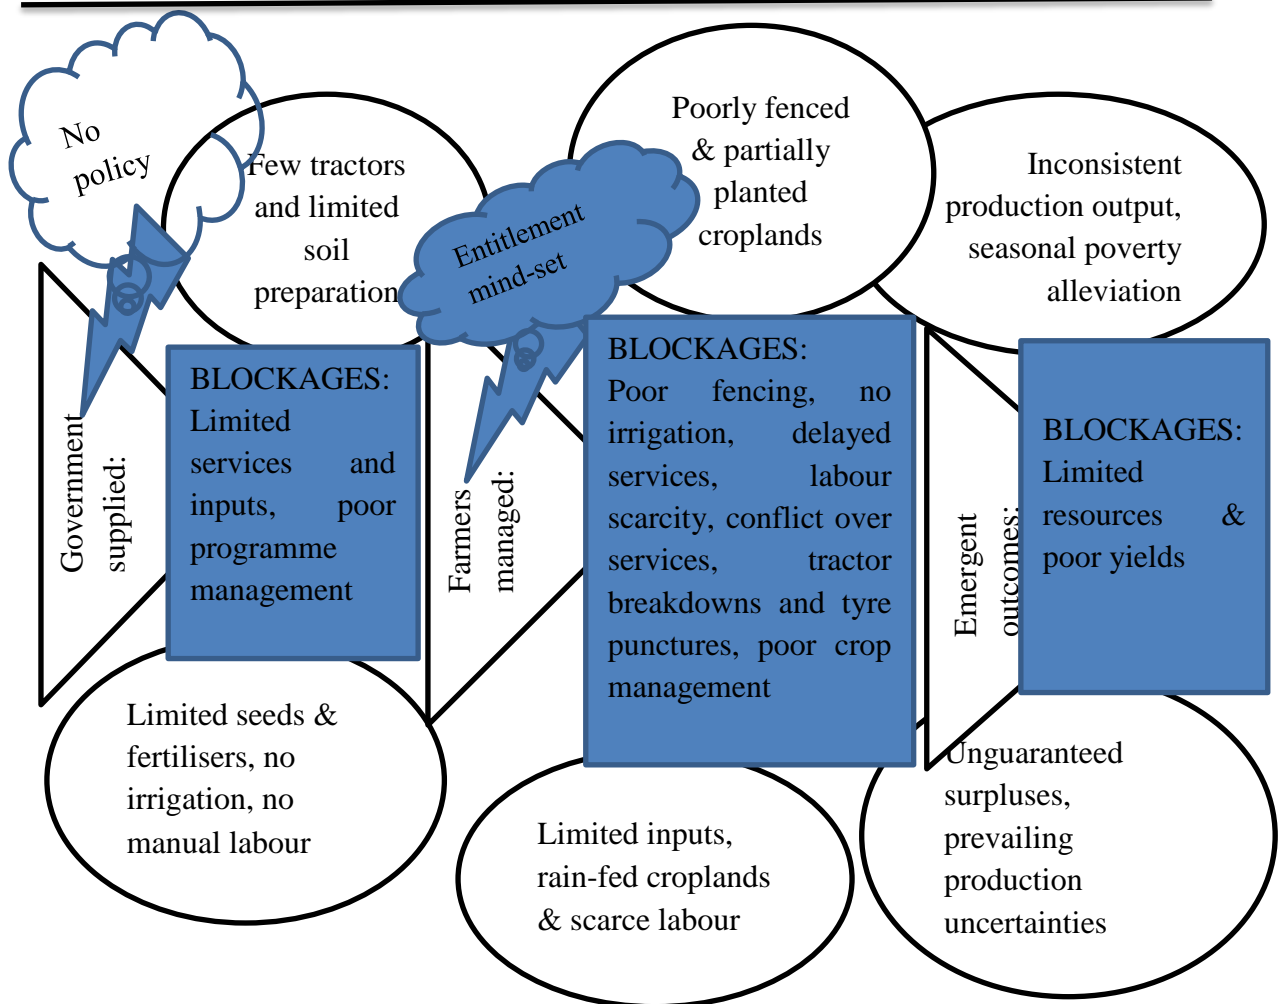 No
policy
Few tractors
and limited
soil
preparation
Entitlement
mind-set
Poorly fenced
& partially
planted
croplands
Inconsistent
production output,
seasonal poverty
alleviation
Government
supplied:
BLOCKAGES:
Limited
services and
inputs, poor
programme
management
Farmers
managed:
BLOCKAGES:
Poor fencing, no
irrigation, delayed
services, labour
scarcity, conflict over
services, tractor
breakdowns and tyre
punctures, poor crop
management
Emergent
outcomes:
BLOCKAGES:
Limited
resources &
poor yields
Limited seeds &
fertilisers, no
irrigation, no
manual labour
Limited inputs,
rain-fed croplands
& scarce labour
Unguaranteed
surpluses,
prevailing
production
uncertainties